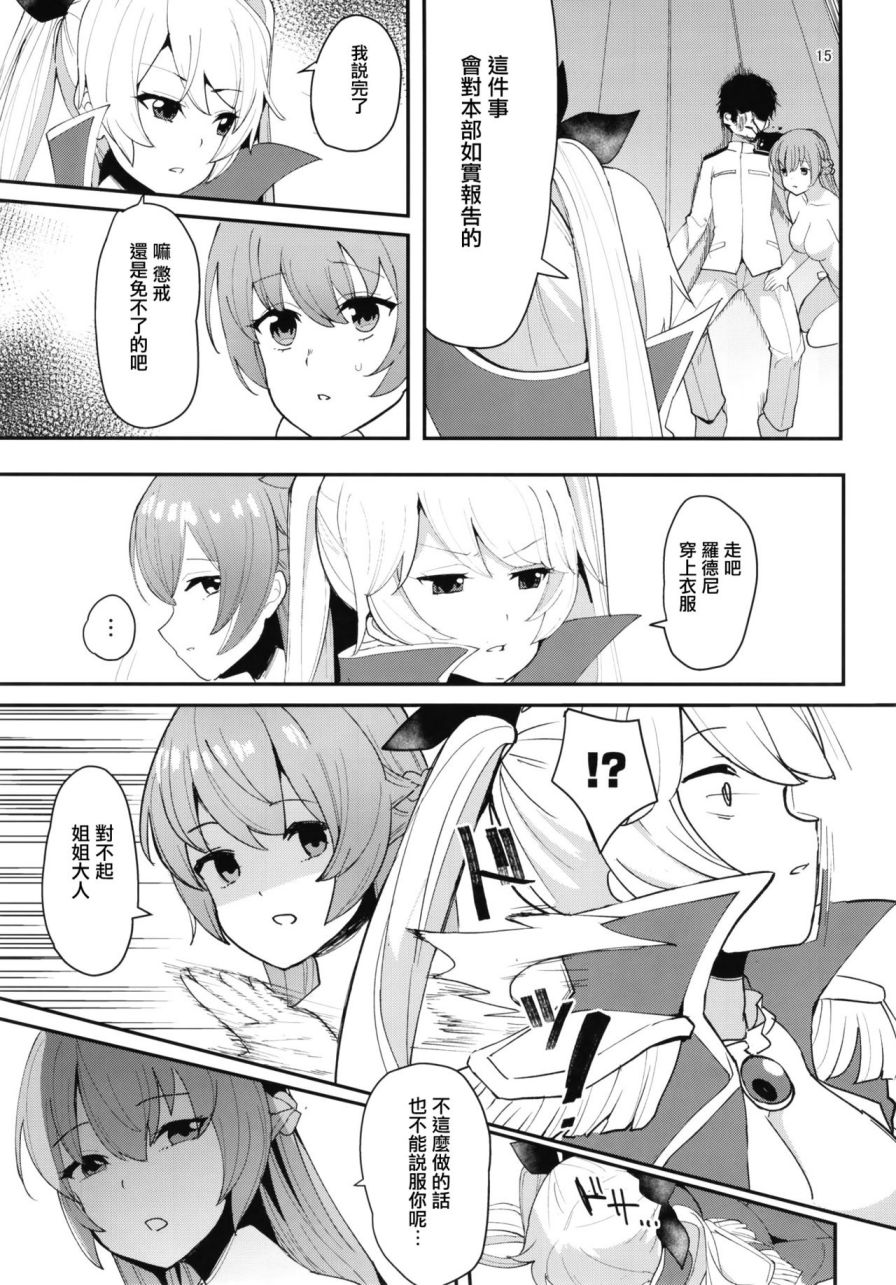 15
這件事
會對本部如實報告的
我說完了
嘛 懲戒
還是免不了的吧
走吧
羅德尼
穿上衣服
…
!?
ドン
對不起
姐姐大人
ドギ…
不這麼做的話
也不能說服你呢…